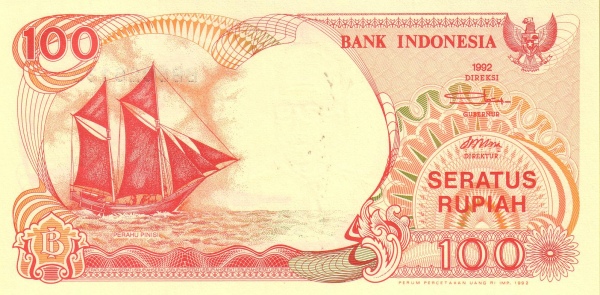 100
BANK INDONESIA
1992
DIREKSI
GUBERNUR
DIREKTUR
SERATUS
RUPIAH
PERAHU PINISI
100
PERUM PERCETAKAN UANG RI IMP. 1992